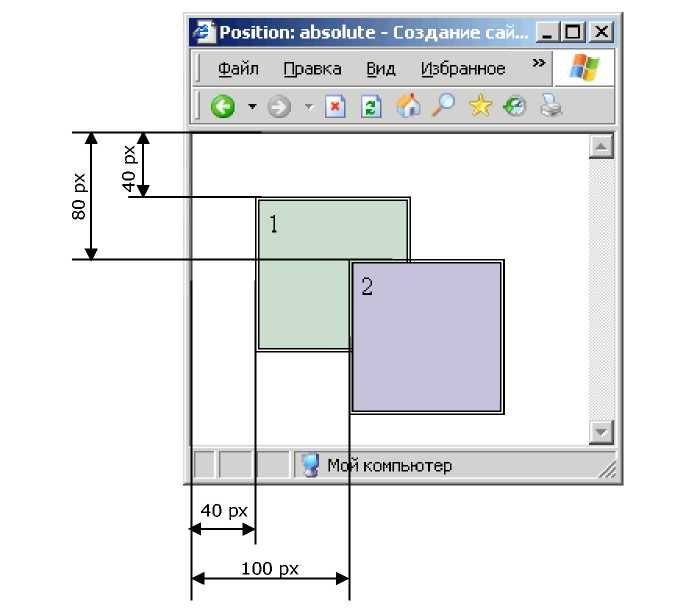 Position: absolute - Создание сай...
Файл Правка Вид Избранное »
40 px
80 px
1
2
Мой компьютер
40 px
100 px